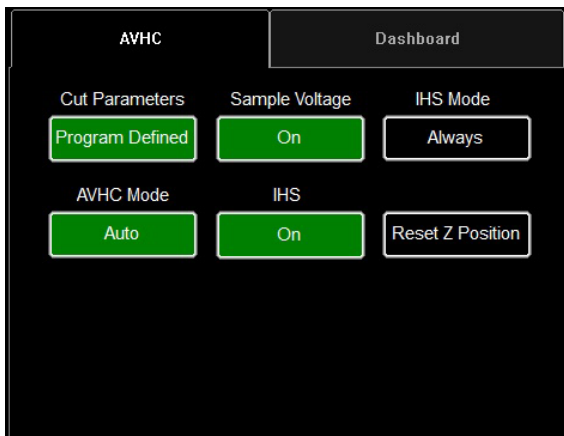 AVHC
Dashboard
Cut Parameters
Sample Voltage
IHS Mode
Program Defined
On
Always
AVHC Mode
IHS
Auto
On
Reset Z Position